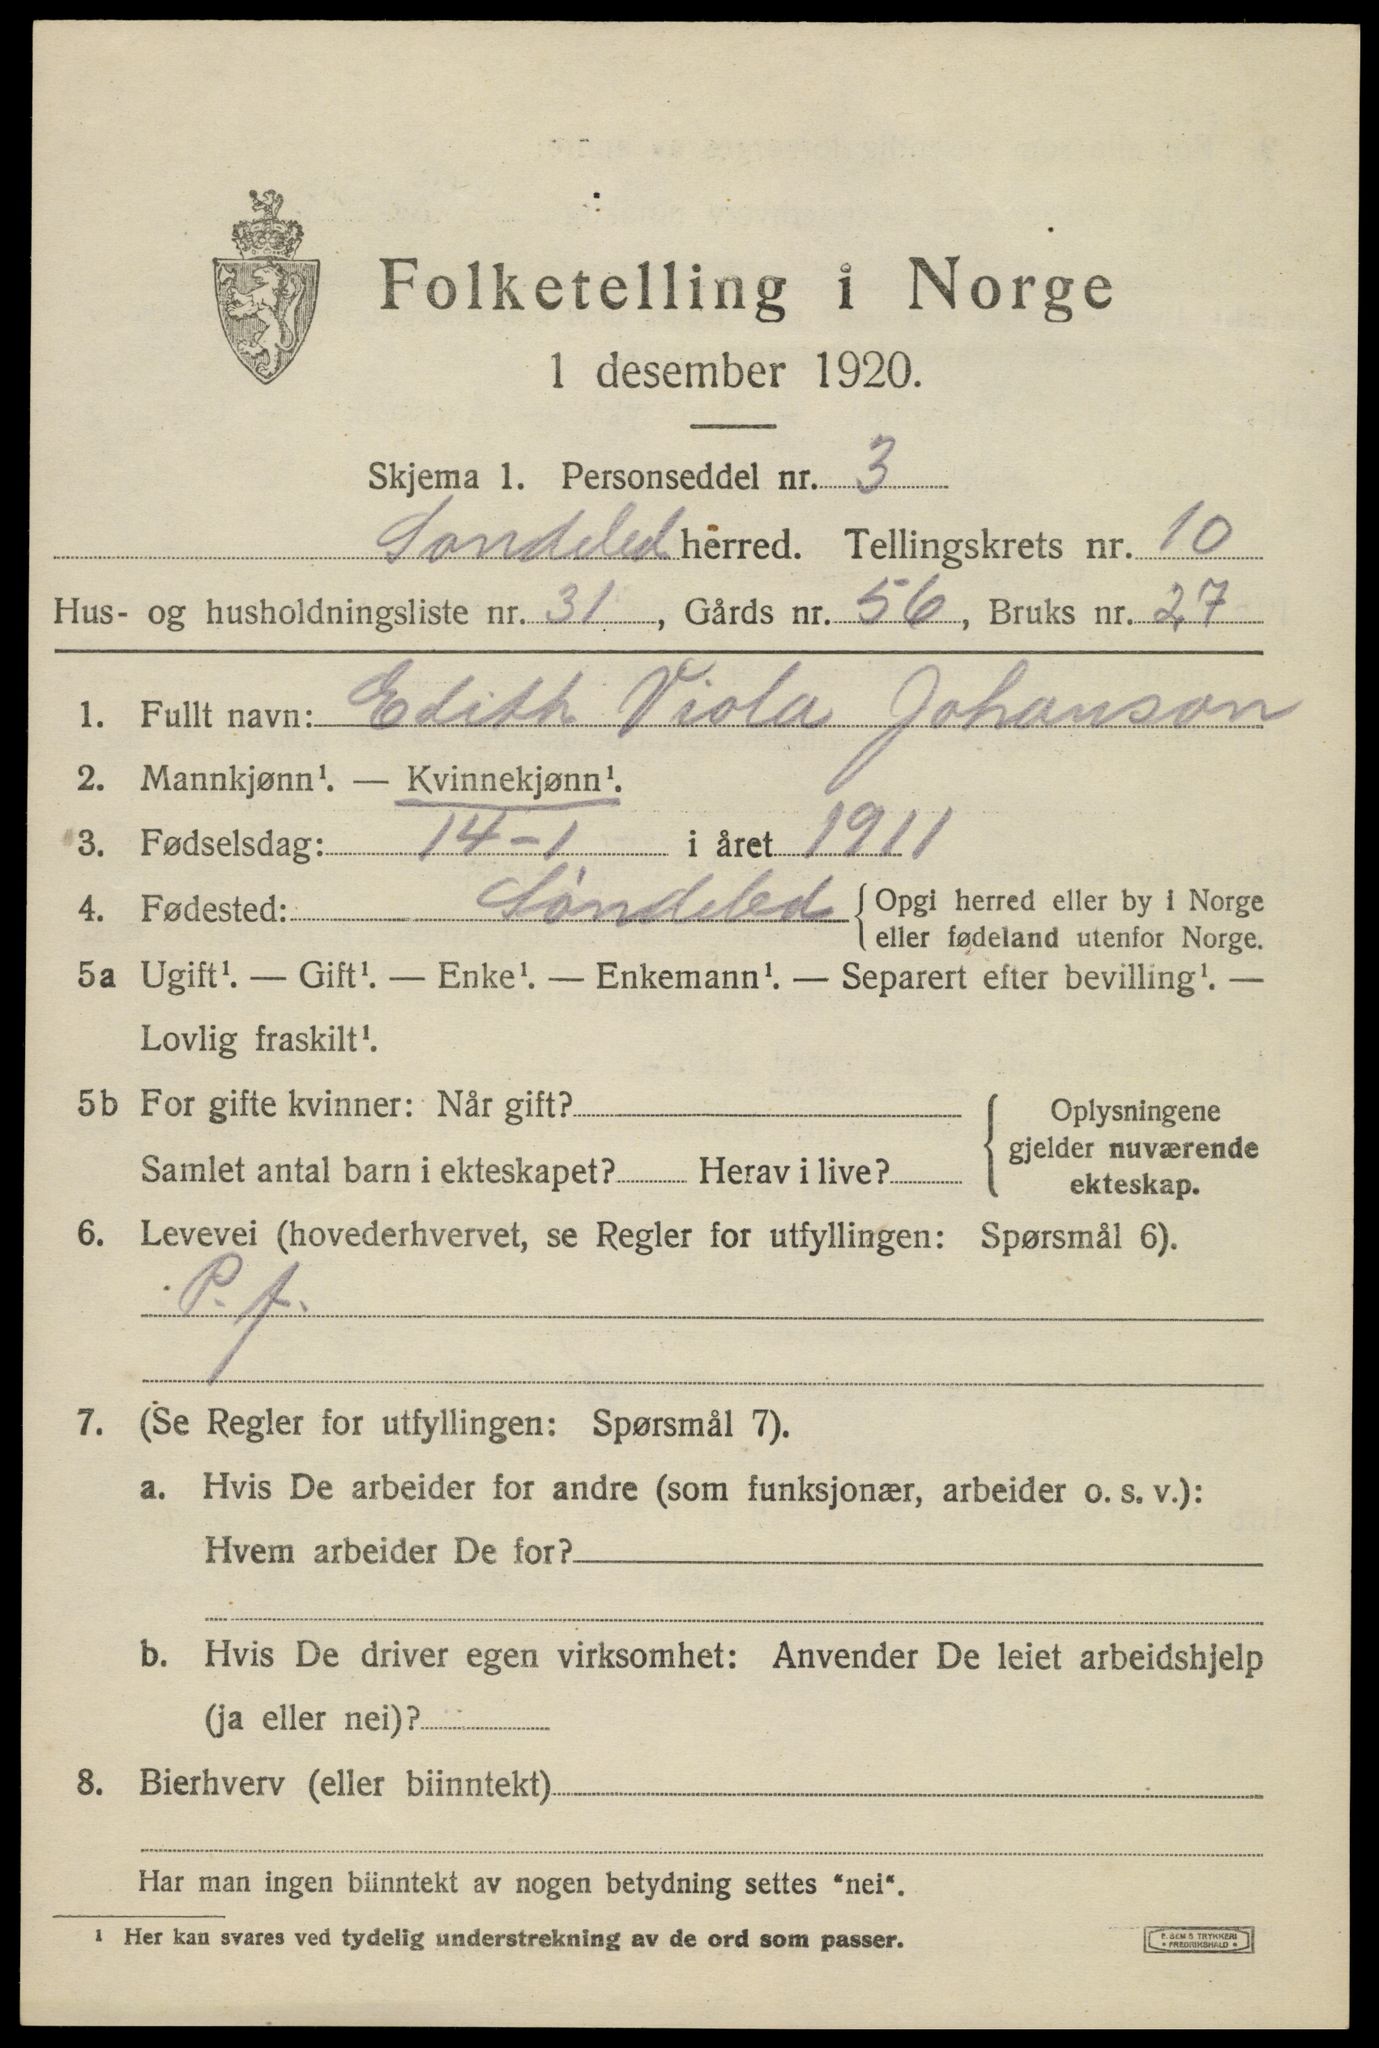 Folketelling i Norge
1 desember 1920.
Skjema 1. Personseddel nr. 3
Søndeled herred. Tellingskrets nr. 10
Hus- og husholdningsliste nr. 31, Gårds nr. 56, Bruks nr. 27
1. Fullt navn: Edith Viola Johanson
2. Mannkjønn¹. — Kvinnekjønn¹.
3. Fødselsdag: 14-1 i året 1911
4. Fødested: Søndeled { Opgi herred eller by i Norge
eller fødeland utenfor Norge.
5a Ugift¹. — Gift¹. — Enke¹. — Enkemann¹. — Separert efter bevilling¹. —
Lovlig fraskilt¹.
5b For gifte kvinner: Når gift?
Samlet antal barn i ekteskapet? Herav i live?
Oplysningene
gjelder nuværende
ekteskap.
6. Levevei (hovederhvervet, se Regler for utfyllingen: Spørsmål 6).
P. f.
7. (Se Regler for utfyllingen: Spørsmål 7).
a. Hvis De arbeider for andre (som funksjonær, arbeider o. s. v.):
Hvem arbeider De for?
b. Hvis De driver egen virksomhet: Anvender De leiet arbeidshjelp
(ja eller nei)?
8. Bierhverv (eller biinntekt)
Har man ingen biinntekt av nogen betydning settes "nei".
¹ Her kan svares ved tydelig understrekning av de ord som passer.
E. SEM S TRYKKERI
• FREDRIKSHALD •